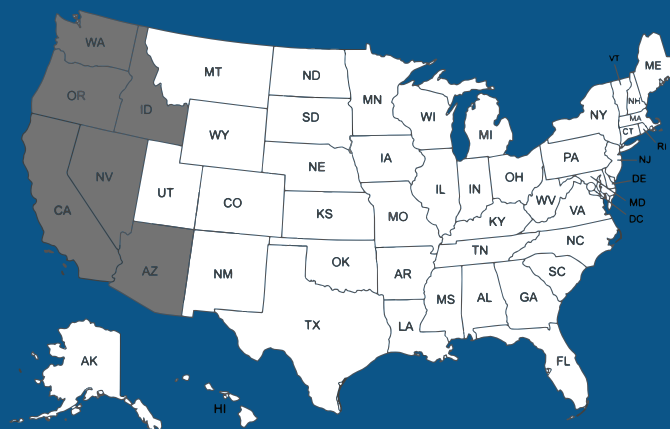 WA
MT
ND
ME
VT
OR
ID
SD
MN
WI
MI
NY
NH
MA
CT
RI
WY
IA
PA
NJ
NV
UT
CO
NE
IL
IN
OH
DE
WV
MD
VA
DC
CA
KS
MO
KY
AZ
NM
OK
AR
TN
NC
SC
MS
AL
GA
TX
LA
AK
FL
HI